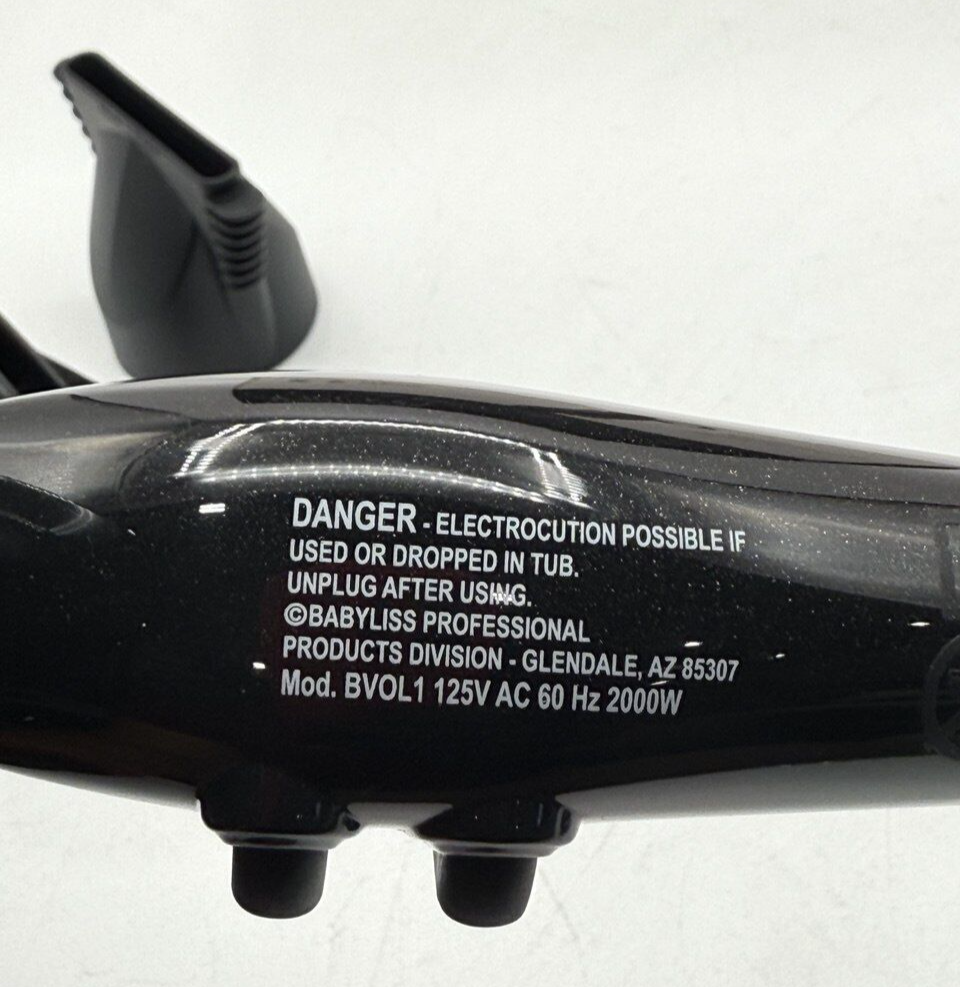 DANGER - ELECTROCUTION POSSIBLE IF
USED OR DROPPED IN TUB.
UNPLUG AFTER USING.
©BABYLISS PROFESSIONAL
PRODUCTS DIVISION - GLENDALE, AZ 85307
Mod. BVOL1 125V AC 60 Hz 2000W